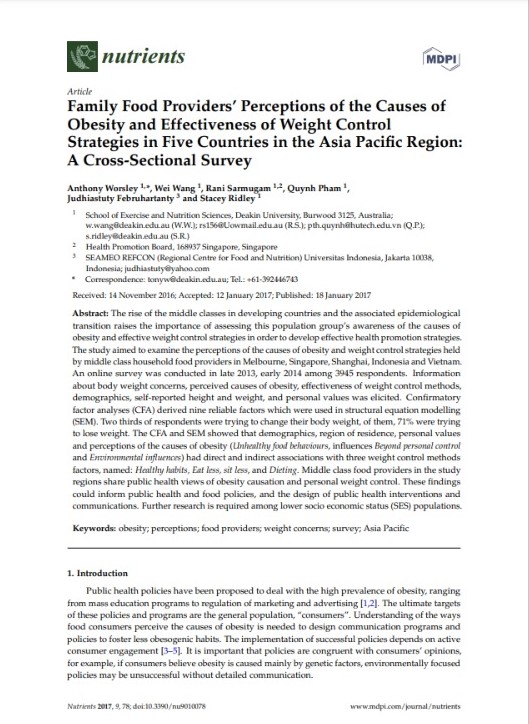 nutrients
MDPI
Article
Family Food Providers' Perceptions of the Causes of
Obesity and Effectiveness of Weight Control
Strategies in Five Countries in the Asia Pacific Region:
A Cross-Sectional Survey
Anthony Worsley 1,*, Wei Wang 1, Rani Sarmugam 1,2, Quynh Pham 1,
Judhiastuty Februhartanty 3 and Stacey Ridley 1
1 School of Exercise and Nutrition Sciences, Deakin University, Burwood 3125, Australia;
w.wang@deakin.edu.au (W.W.); rs156@Uowmail.edu.au (R.S.); pth.quynh@hutech.edu.vn (Q.P.);
s.ridley@deakin.edu.au (S.R.)
2 Health Promotion Board, 168937 Singapore, Singapore
3 SEAMEO REFCON (Regional Centre for Food and Nutrition) Universitas Indonesia, Jakarta 10038,
Indonesia; judhiastuty@yahoo.com
* Correspondence: tonyw@deakin.edu.au; Tel.: +61-392446743
Received: 14 November 2016; Accepted: 12 January 2017; Published: 18 January 2017
Abstract: The rise of the middle classes in developing countries and the associated epidemiological
transition raises the importance of assessing this population group's awareness of the causes of
obesity and effective weight control strategies in order to develop effective health promotion strategies.
The study aimed to examine the perceptions of the causes of obesity and weight control strategies held
by middle class household food providers in Melbourne, Singapore, Shanghai, Indonesia and Vietnam.
An online survey was conducted in late 2013, early 2014 among 3945 respondents. Information
about body weight concerns, perceived causes of obesity, effectiveness of weight control methods,
demographics, self-reported height and weight, and personal values was elicited. Confirmatory
factor analyses (CFA) derived nine reliable factors which were used in structural equation modelling
(SEM). Two thirds of respondents were trying to change their body weight, of them, 71% were trying
to lose weight. The CFA and SEM showed that demographics, region of residence, personal values
and perceptions of the causes of obesity (Unhealthy food behaviours, influences Beyond personal control
and Environmental influences) had direct and indirect associations with three weight control methods
factors, named: Healthy habits, Eat less, sit less, and Dieting. Middle class food providers in the study
regions share public health views of obesity causation and personal weight control. These findings
could inform public health and food policies, and the design of public health interventions and
communications. Further research is required among lower socio economic status (SES) populations.
Keywords: obesity; perceptions; food providers; weight concerns; survey; Asia Pacific
1. Introduction
Public health policies have been proposed to deal with the high prevalence of obesity, ranging
from mass education programs to regulation of marketing and advertising [1,2]. The ultimate targets
of these policies and programs are the general population, "consumers". Understanding of the ways
food consumers perceive the causes of obesity is needed to design communication programs and
policies to foster less obesogenic habits. The implementation of successful policies depends on active
consumer engagement [3–5]. It is important that policies are congruent with consumers' opinions,
for example, if consumers believe obesity is caused mainly by genetic factors, environmentally focused
policies may be unsuccessful without detailed communication.
Nutrients 2017, 9, 78; doi:10.3390/nu9010078
www.mdpi.com/journal/nutrients